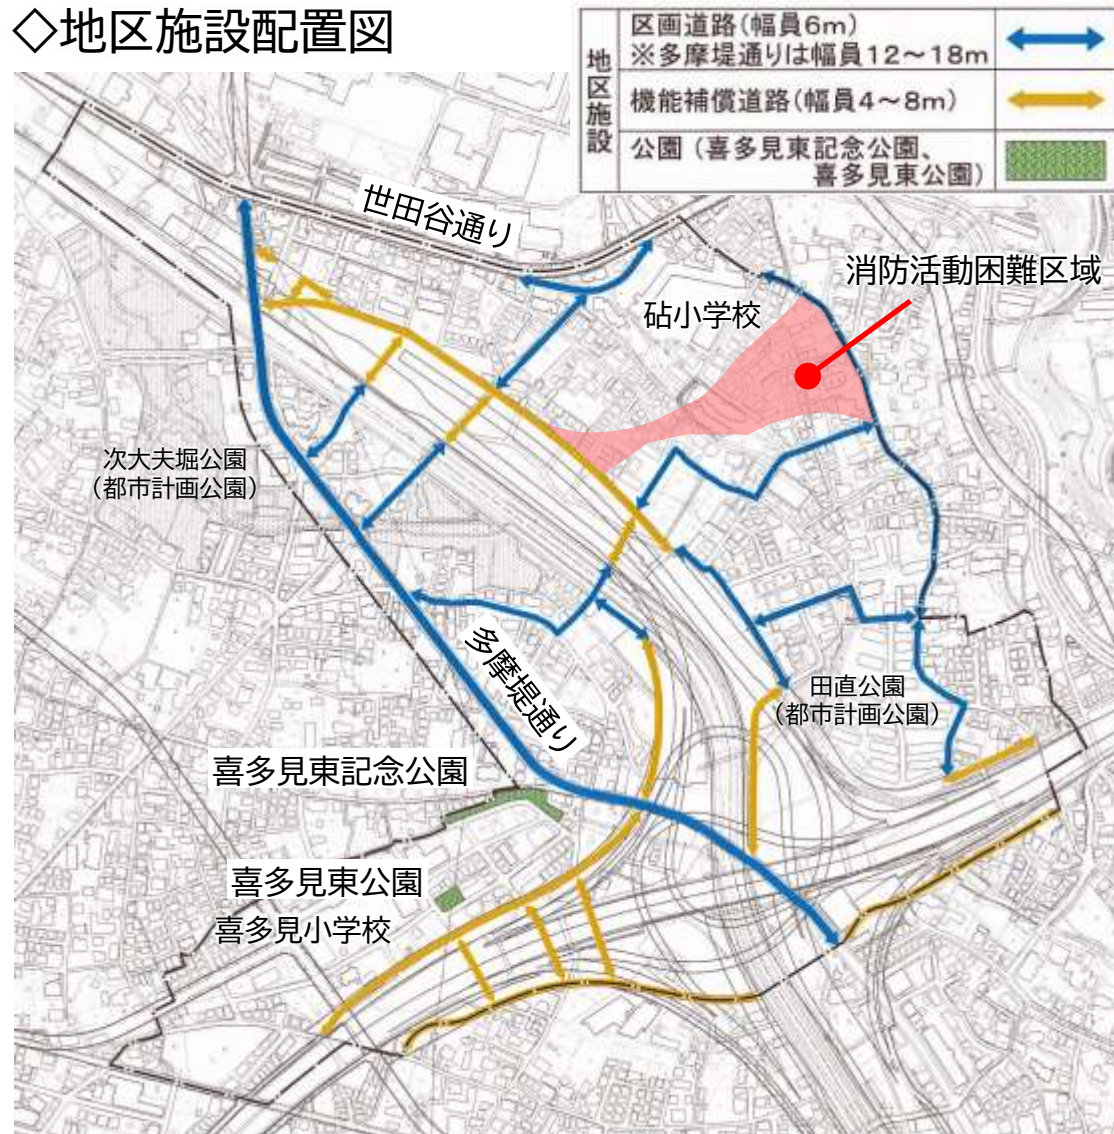 ◇地区施設配置図
地区施設
区画道路(幅員6m)
※多摩堤通りは幅員12～18m
機能補償道路(幅員4～8m)
公園(喜多見東記念公園、
喜多見東公園)
世田谷通り
消防活動困難区域
砧小学校
次大夫堀公園
(都市計画公園)
多摩堤通り
田直公園
(都市計画公園)
喜多見東記念公園
喜多見東公園
喜多見小学校